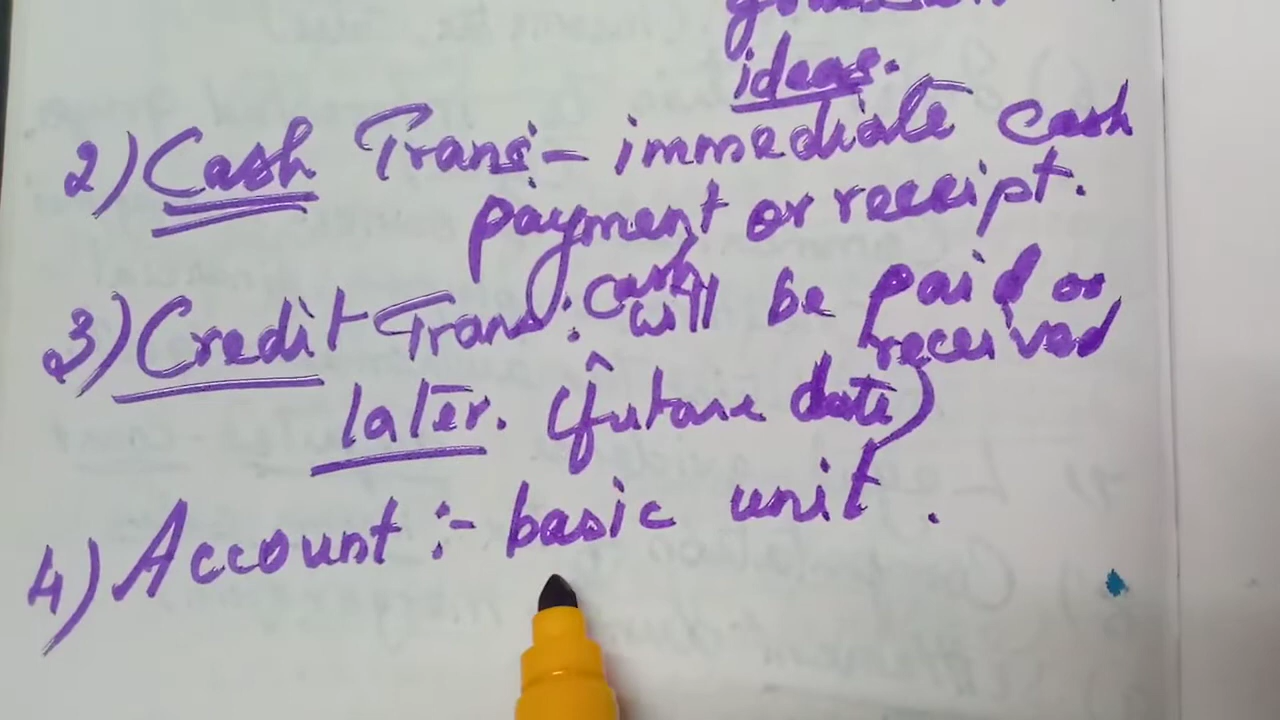 ideas.
2) Cash Trans:- immediate cash
payment or receipt.
3) Credit Trans: cash will be paid or
received
later. (future date)
4) Account :- basic unit.